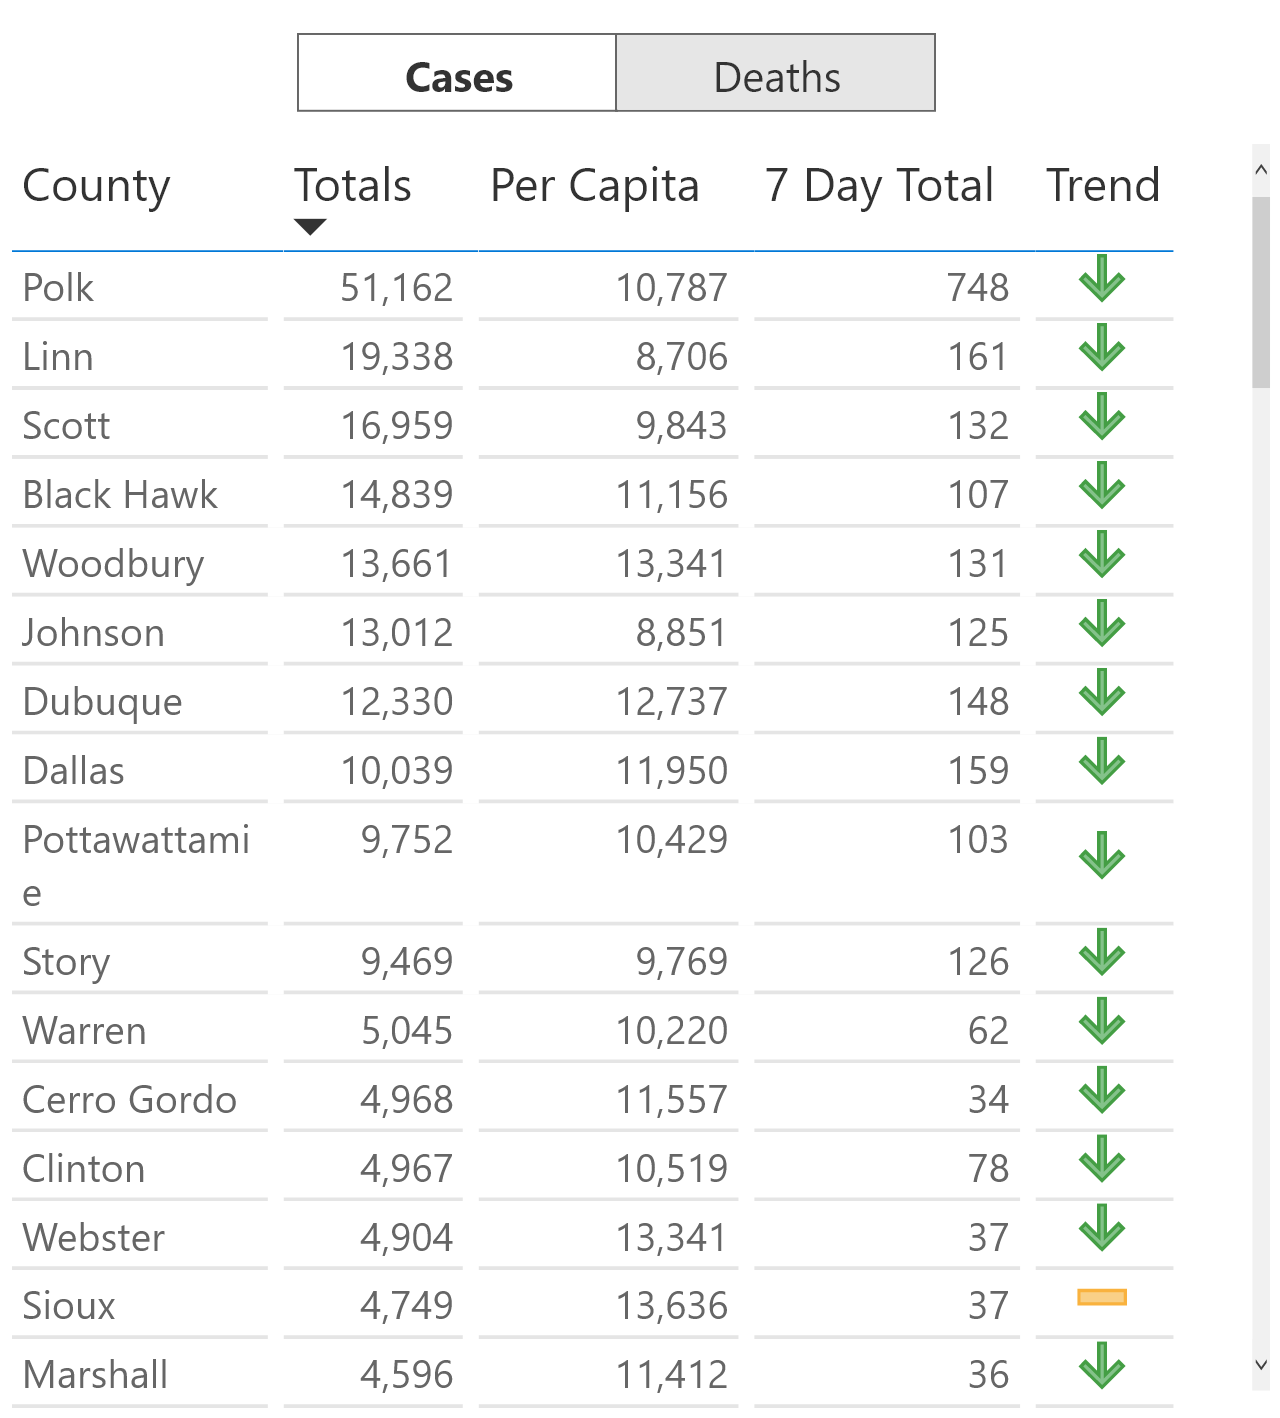 Cases Deaths
County Totals Per Capita 7 Day Total Trend
Polk 51,162 10,787 748
Linn 19,338 8,706 161
Scott 16,959 9,843 132
Black Hawk 14,839 11,156 107
Woodbury 13,661 13,341 131
Johnson 13,012 8,851 125
Dubuque 12,330 12,737 148
Dallas 10,039 11,950 159
Pottawattami 9,752 10,429 103
e
Story 9,469 9,769 126
Warren 5,045 10,220 62
Cerro Gordo 4,968 11,557 34
Clinton 4,967 10,519 78
Webster 4,904 13,341 37
Sioux 4,749 13,636 37
Marshall 4,596 11,412 36